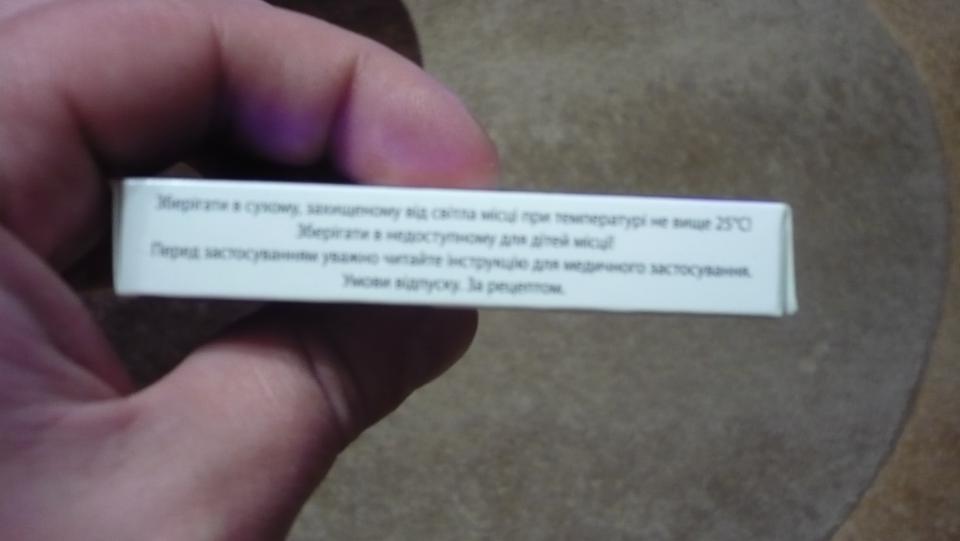 Зберігати в сухому, захищеному від світла місці при температурі не вище 25°С!
Зберігати в недоступному для дітей місці!
Перед застосуванням уважно читайте інструкцію для медичного застосування.
Умови відпуску. За рецептом.